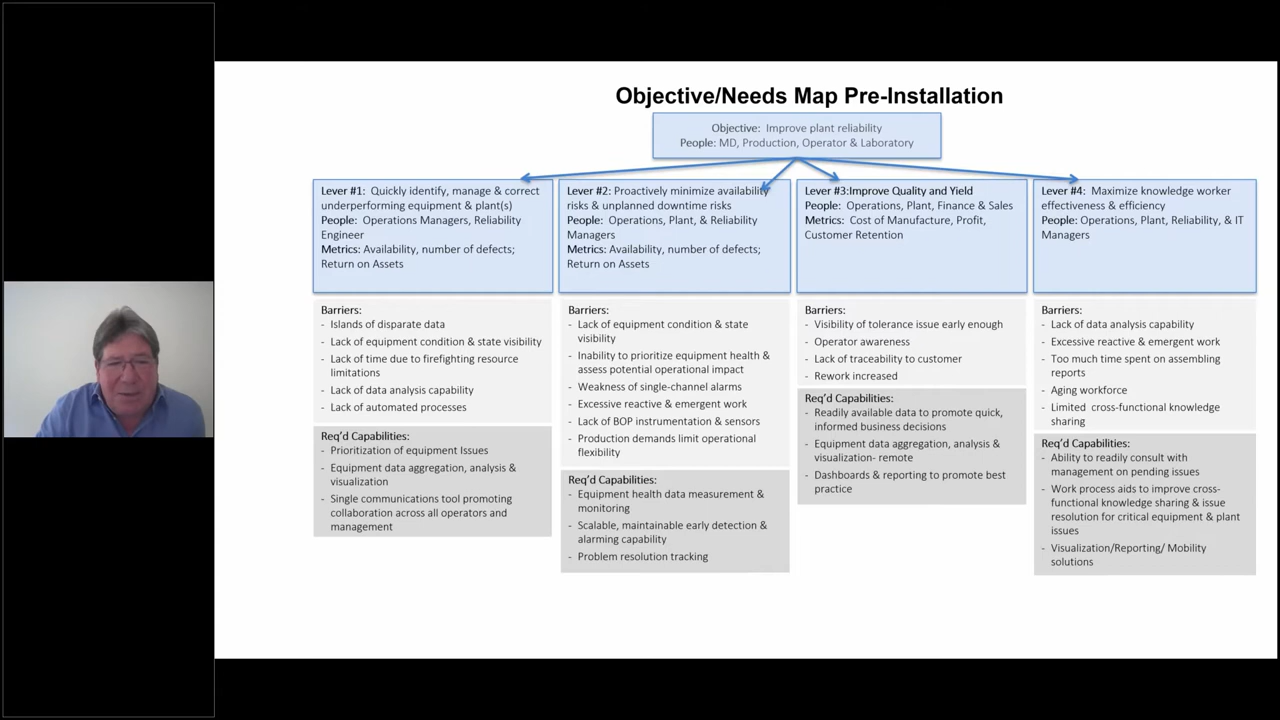 Objective/Needs Map Pre-Installation
Objective: Improve plant reliability
People: MD, Production, Operator & Laboratory
Lever #1: Quickly identify, manage & correct
underperforming equipment & plant(s)
People: Operations Managers, Reliability
Engineer
Metrics: Availability, number of defects;
Return on Assets
Barriers:
- Islands of disparate data
- Lack of equipment condition & state visibility
- Lack of time due to firefighting resource
limitations
- Lack of data analysis capability
- Lack of automated processes
Req'd Capabilities:
- Prioritization of equipment Issues
- Equipment data aggregation, analysis &
visualization
- Single communications tool promoting
collaboration across all operators and
management
Lever #2: Proactively minimize availability
risks & unplanned downtime risks
People: Operations, Plant, & Reliability
Managers
Metrics: Availability, number of defects;
Return on Assets
Barriers:
- Lack of equipment condition & state
visibility
- Inability to prioritize equipment health &
assess potential operational impact
- Weakness of single-channel alarms
- Excessive reactive & emergent work
- Lack of BOP instrumentation & sensors
- Production demands limit operational
flexibility
Req'd Capabilities:
- Equipment health data measurement &
monitoring
- Scalable, maintainable early detection &
alarming capability
- Problem resolution tracking
Lever #3:Improve Quality and Yield
People: Operations, Plant, Finance & Sales
Metrics: Cost of Manufacture, Profit,
Customer Retention
Barriers:
- Visibility of tolerance issue early enough
- Operator awareness
- Lack of traceability to customer
- Rework increased
Req'd Capabilities:
- Readily available data to promote quick,
informed business decisions
- Equipment data aggregation, analysis &
visualization- remote
- Dashboards & reporting to promote best
practice
Lever #4: Maximize knowledge worker
effectiveness & efficiency
People: Operations, Plant, Reliability, & IT
Managers
Barriers:
- Lack of data analysis capability
- Excessive reactive & emergent work
- Too much time spent on assembling
reports
- Aging workforce
- Limited cross-functional knowledge
sharing
Req'd Capabilities:
- Ability to readily consult with
management on pending issues
- Work process aids to improve cross-
functional knowledge sharing & issue
resolution for critical equipment & plant
issues
- Visualization/Reporting/ Mobility
solutions